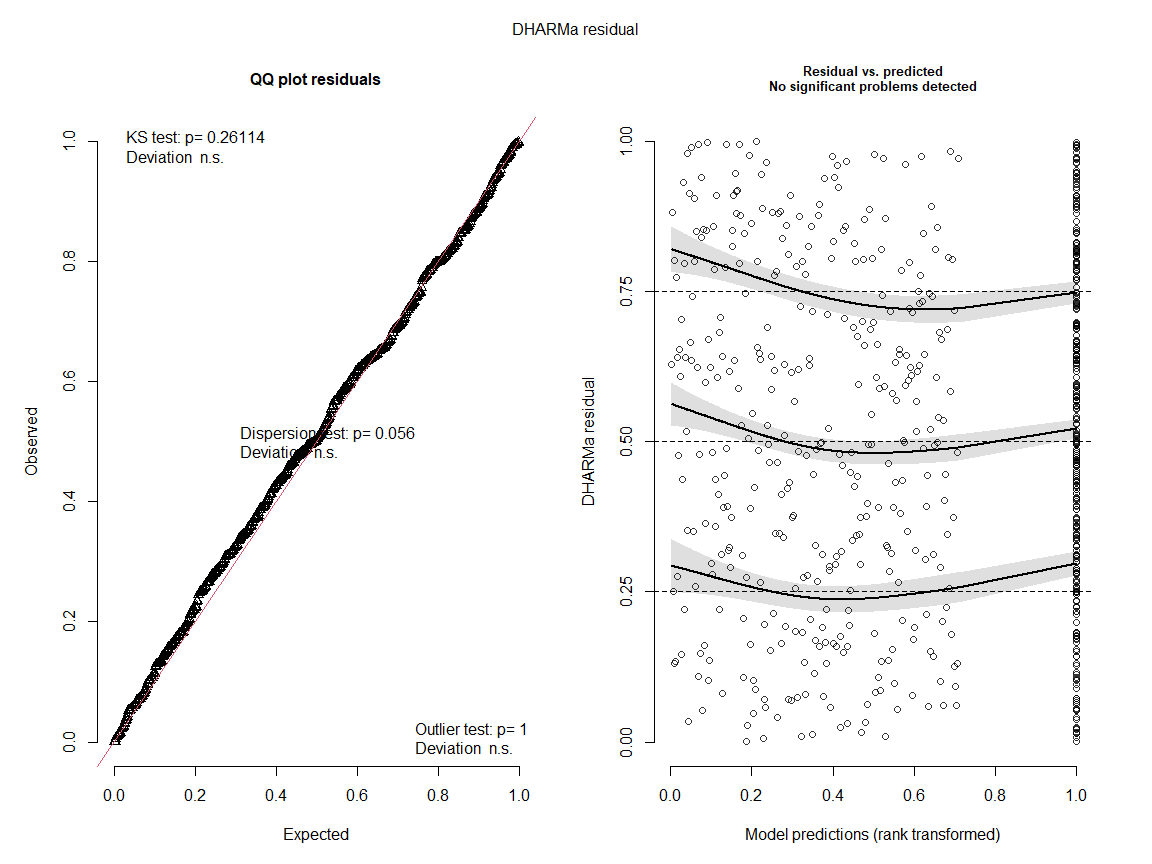 DHARMa residual
QQ plot residuals
KS test: p= 0.26114
Deviation n.s.
Dispersion test: p= 0.056
Deviation n.s.
Outlier test: p= 1
Deviation n.s.
Observed
1.0
0.8
0.6
0.4
0.2
0.0
0.0 0.2 0.4 0.6 0.8 1.0
Expected
Residual vs. predicted
No significant problems detected
DHARMa residual
1.00
0.75
0.50
0.25
0.00
0.0 0.2 0.4 0.6 0.8 1.0
Model predictions (rank transformed)